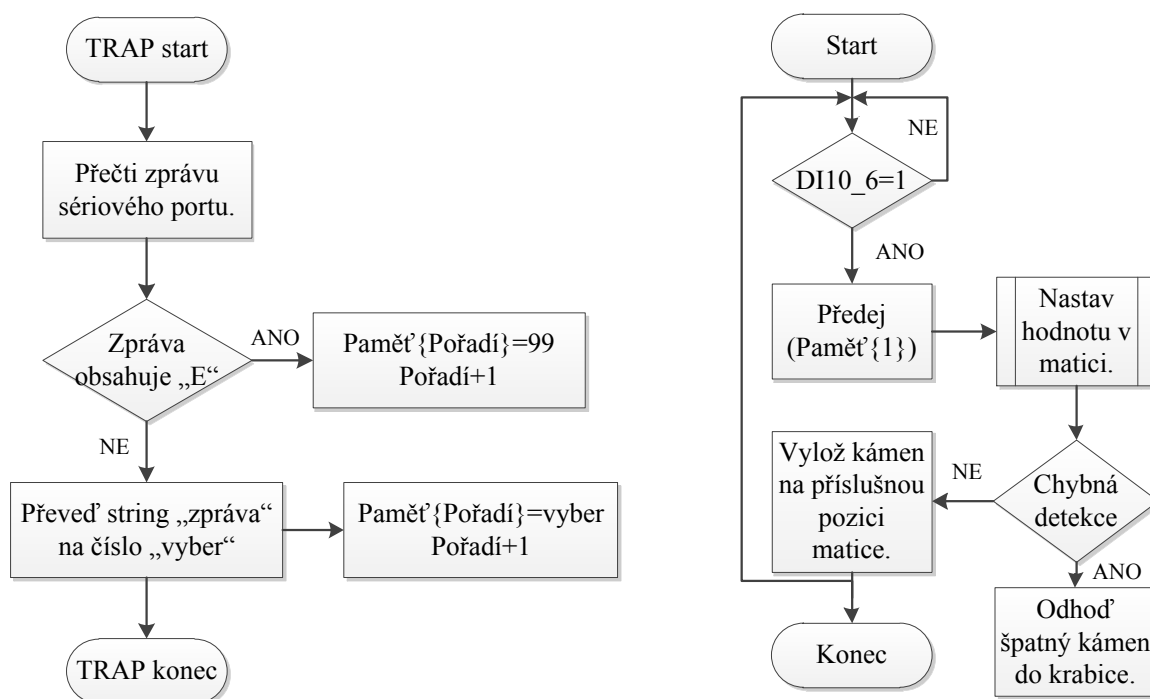 TRAP start
Přečti zprávu
sériového portu.
Zpráva
obsahuje „E“
ANO
Paměť{Pořadí}=99
Pořadí+1
NE
Převeď string „zpráva“
na číslo „vyber“
Paměť{Pořadí}=vyber
Pořadí+1
TRAP konec
Start
NE
DI10_6=1
ANO
Předej
(Paměť{1})
Nastav
hodnotu v
matici.
Chybná
detekce
NE
Vylož kámen
na příslušnou
pozici
matice.
ANO
Odhoď
špatný kámen
do krabice.
Konec